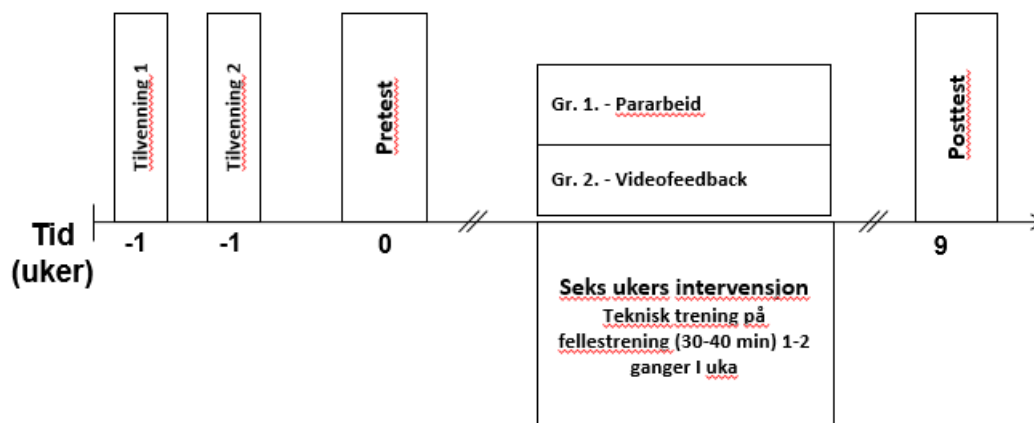 Tilvenning 1
Tilvenning 2
Pretest
Gr. 1. - Pararbeid
Gr. 2. - Videofeedback
Posttest
Tid
(uker)
-1
-1
0
9
Seks ukers intervensjon
Teknisk trening på
fellestrening (30-40 min) 1-2
ganger I uka